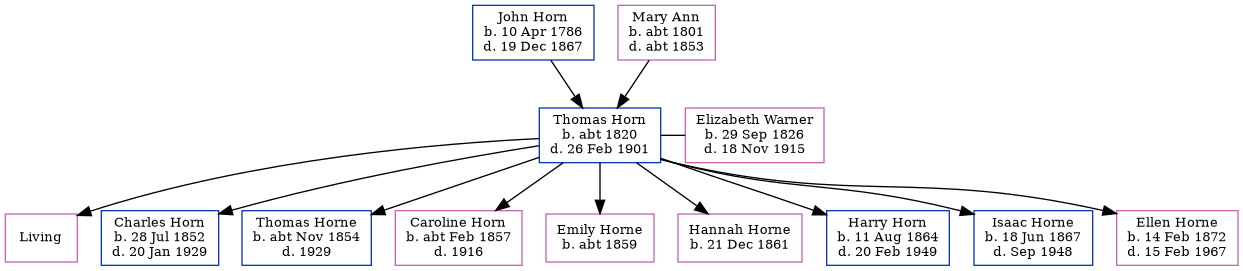 John Horn
b. 10 Apr 1786
d. 19 Dec 1867
Mary Ann
b. abt 1801
d. abt 1853
Thomas Horn
b. abt 1820
d. 26 Feb 1901
Elizabeth Warner
b. 29 Sep 1826
d. 18 Nov 1915
Living
Charles Horn
b. 28 Jul 1852
d. 20 Jan 1929
Thomas Horne
b. abt Nov 1854
d. 1929
Caroline Horn
b. abt Feb 1857
d. 1916
Emily Horne
b. abt 1859
Hannah Horne
b. 21 Dec 1861
Harry Horn
b. 11 Aug 1864
d. 20 Feb 1949
Isaac Horne
b. 18 Jun 1867
d. Sep 1948
Ellen Horne
b. 14 Feb 1872
d. 15 Feb 1967